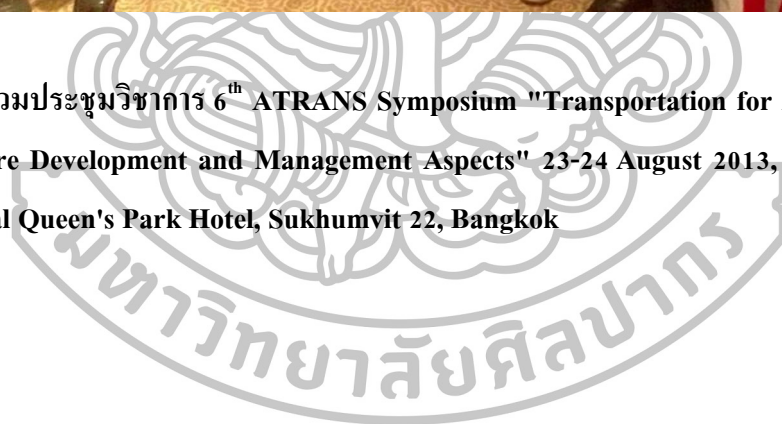 วมประชุมวิชาการ 6th ATRANS Symposium "Transportation for
re Development and Management Aspects" 23-24 August 2013,
al Queen's Park Hotel, Sukhumvit 22, Bangkok
มหาวิทยาลัยศิลปากร